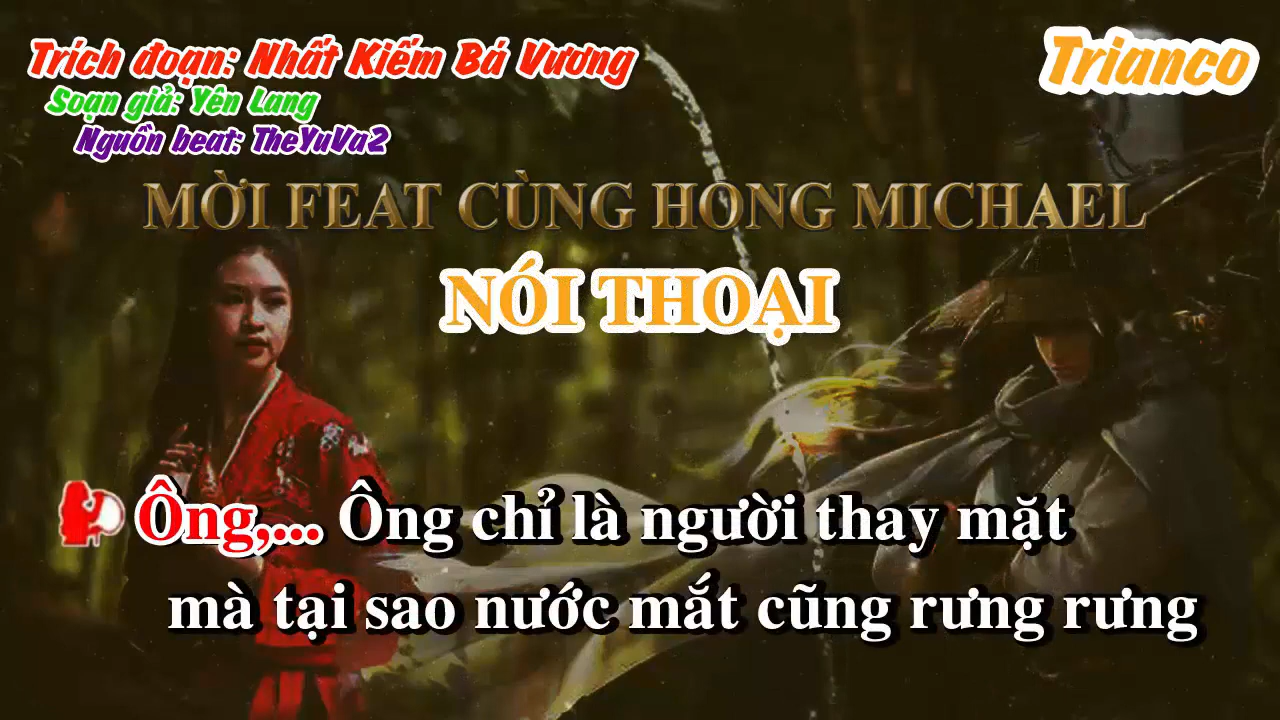 Trích đoạn: Nhất Kiếm Bá Vương
Trianco
Soạn giả: Yên Lang
Nguồn beat: TheYuVa2
MỜI FEAT CÙNG HONG MICHAEL
NÓI THOẠI
Ông,... Ông chỉ là người thay mặt
mà tại sao nước mắt cũng rưng rưng